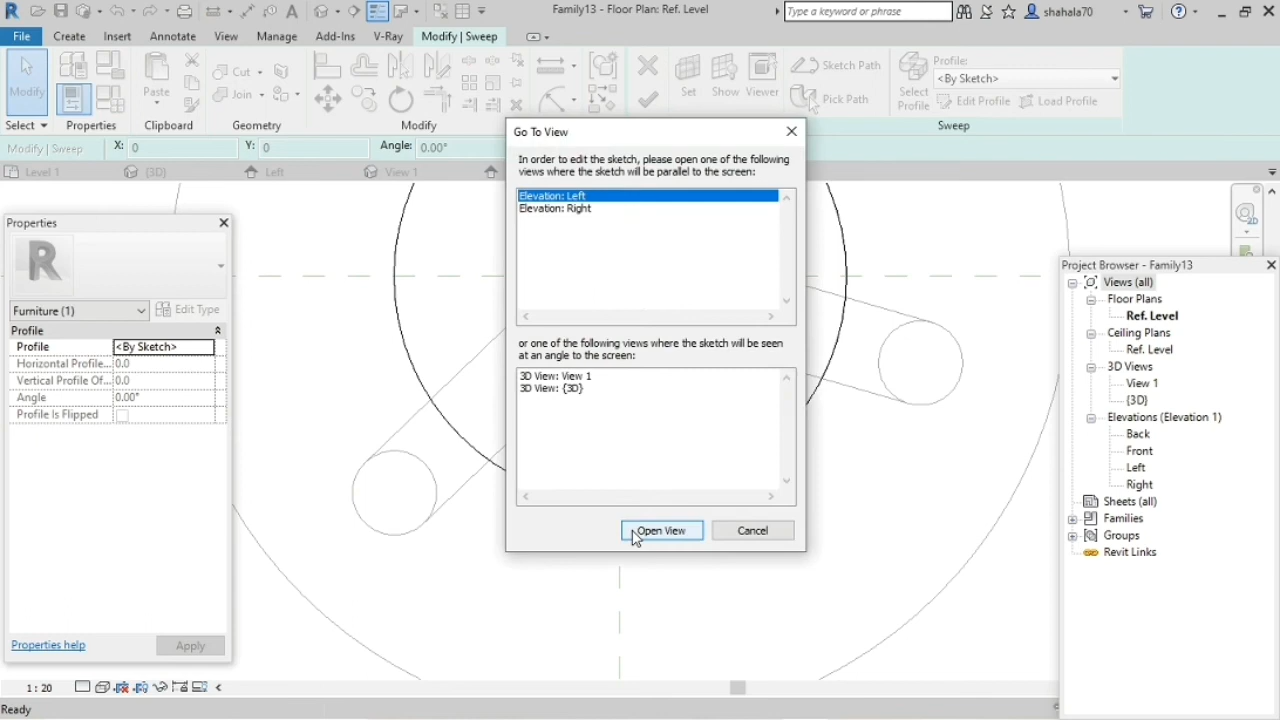 Family13 - Floor Plan: Ref. Level
Type a keyword or phrase
shahala70
File
Create
Insert
Annotate
View
Manage
Add-Ins
V-Ray
Modify | Sweep
Modify
Paste
Cut
Join
Set
Show
Viewer
Sketch Path
Pick Path
Select Profile
Profile:
<By Sketch>
Edit Profile
Load Profile
Select
Properties
Clipboard
Geometry
Modify
Sweep
Modify | Sweep
X: 0
Y: 0
Angle: 0.00°
Level 1
{3D}
Left
View 1
Properties
Furniture (1)
Edit Type
Profile
Profile <By Sketch>
Horizontal Profile... 0.0
Vertical Profile Of... 0.0
Angle 0.00°
Profile Is Flipped
Properties help
Apply
Go To View
In order to edit the sketch, please open one of the following
views where the sketch will be parallel to the screen:
Elevation: Left
Elevation: Right
or one of the following views where the sketch will be seen
at an angle to the screen:
3D View: View 1
3D View: {3D}
Open View
Cancel
2D
Project Browser - Family13
Views (all)
Floor Plans
Ref. Level
Ceiling Plans
Ref. Level
3D Views
View 1
{3D}
Elevations (Elevation 1)
Back
Front
Left
Right
Sheets (all)
Families
Groups
Revit Links
1 : 20
Ready